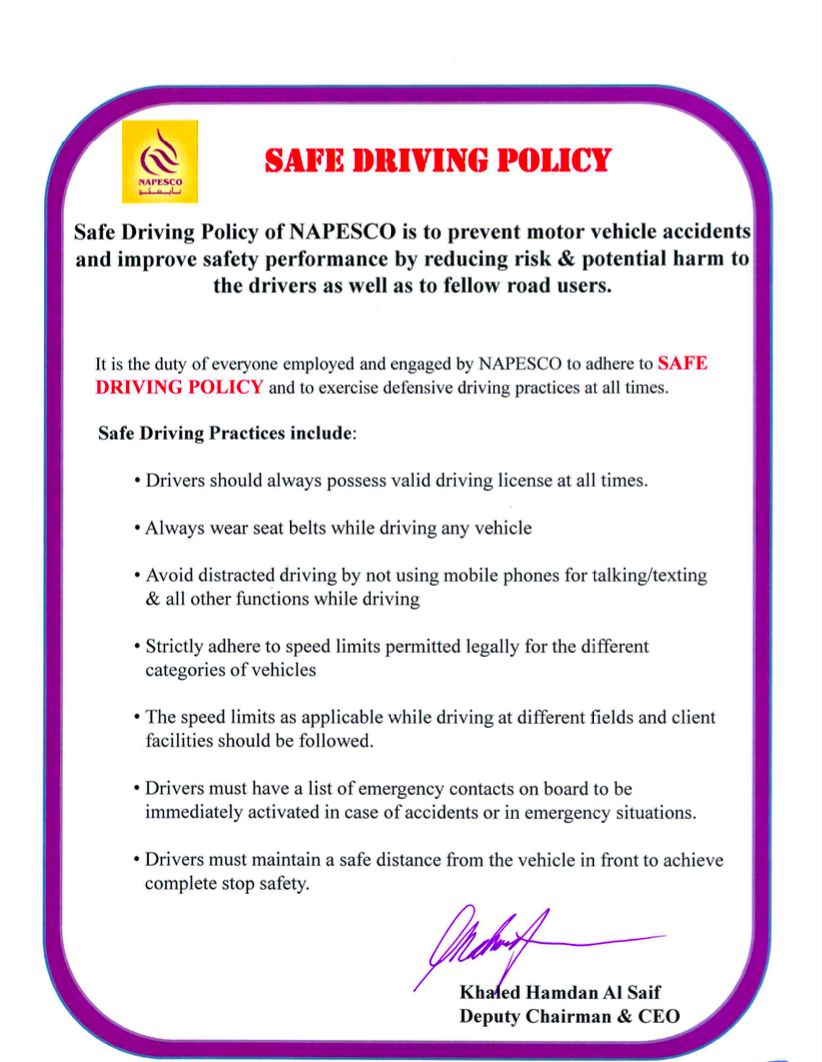 NAPESCO
نابيسكو
SAFE DRIVING POLICY
Safe Driving Policy of NAPESCO is to prevent motor vehicle accidents
and improve safety performance by reducing risk & potential harm to
the drivers as well as to fellow road users.
It is the duty of everyone employed and engaged by NAPESCO to adhere to SAFE
DRIVING POLICY and to exercise defensive driving practices at all times.
Safe Driving Practices include:
• Drivers should always possess valid driving license at all times.
• Always wear seat belts while driving any vehicle
• Avoid distracted driving by not using mobile phones for talking/texting
& all other functions while driving
• Strictly adhere to speed limits permitted legally for the different
categories of vehicles
• The speed limits as applicable while driving at different fields and client
facilities should be followed.
• Drivers must have a list of emergency contacts on board to be
immediately activated in case of accidents or in emergency situations.
• Drivers must maintain a safe distance from the vehicle in front to achieve
complete stop safety.
Khaled Hamdan Al Saif
Deputy Chairman & CEO